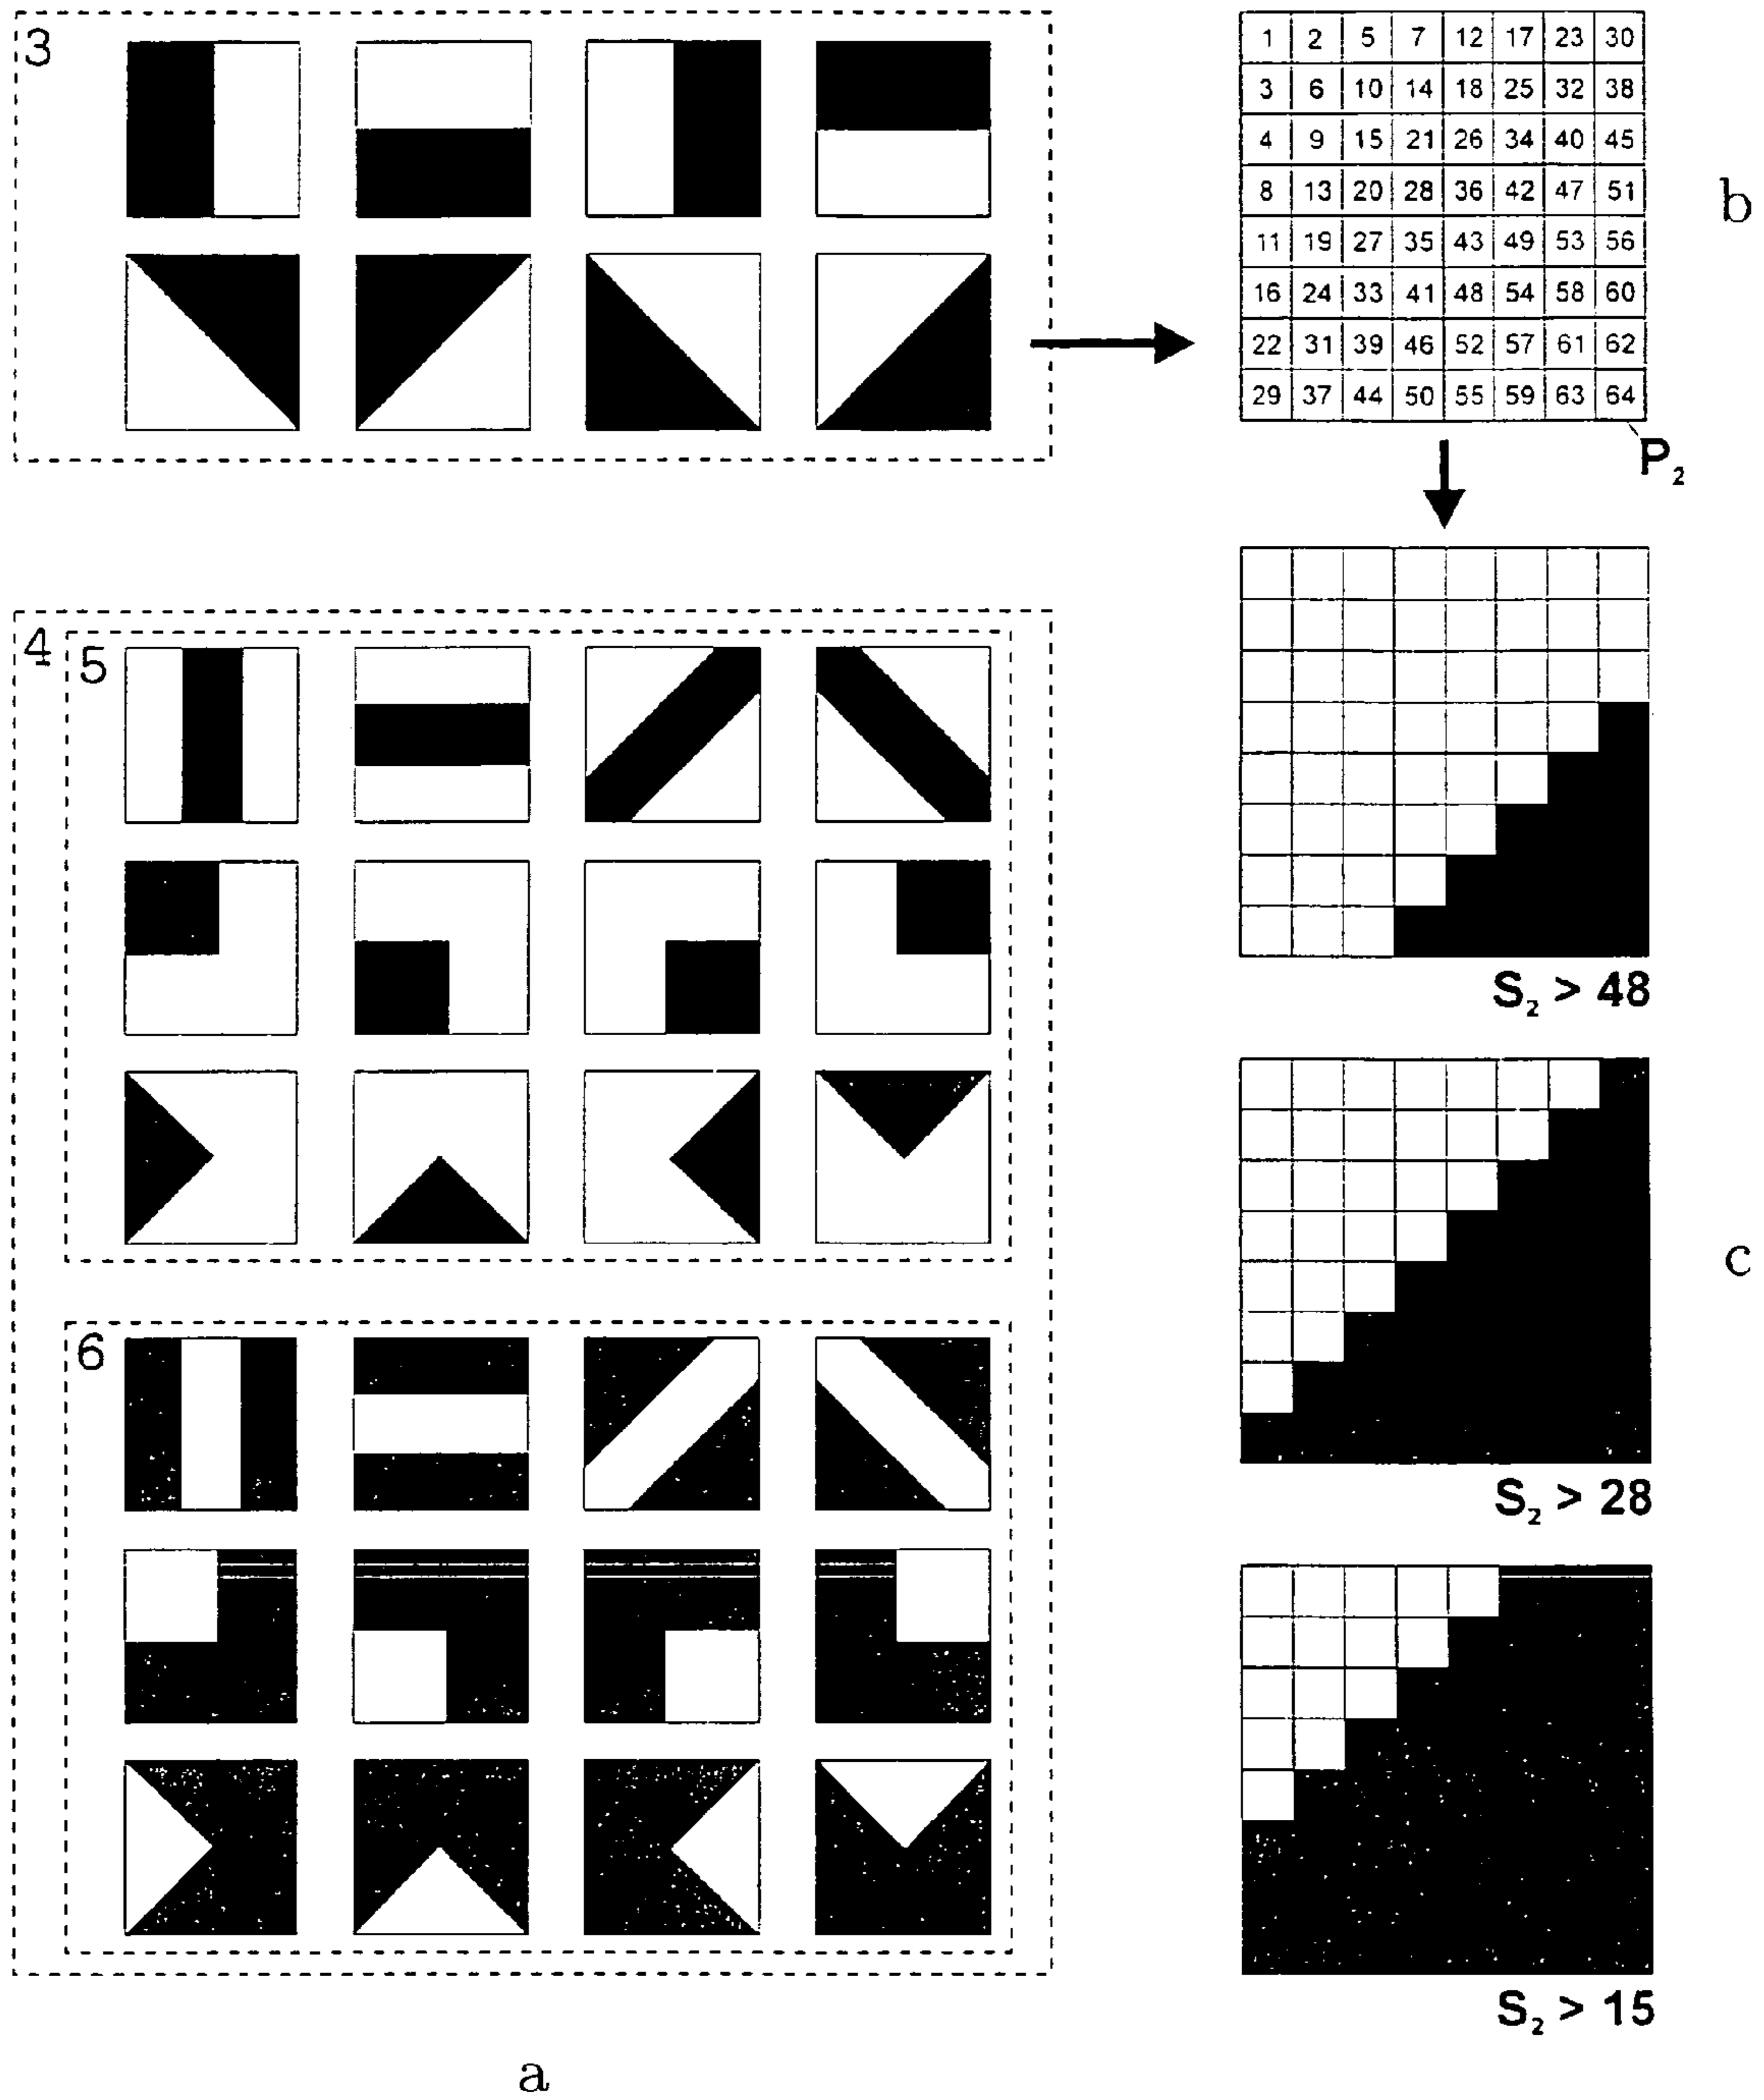 3
1 2 5 7 12 17 23 30
3 6 10 14 18 25 32 38
4 9 15 21 26 34 40 45
8 13 20 28 36 42 47 51
11 19 27 35 43 49 53 56
16 24 33 41 48 54 58 60
22 31 39 46 52 57 61 62
29 37 44 50 55 59 63 64
b
P₂
4
5
S₂ > 48
6
c
S₂ > 28
S₂ > 15
a